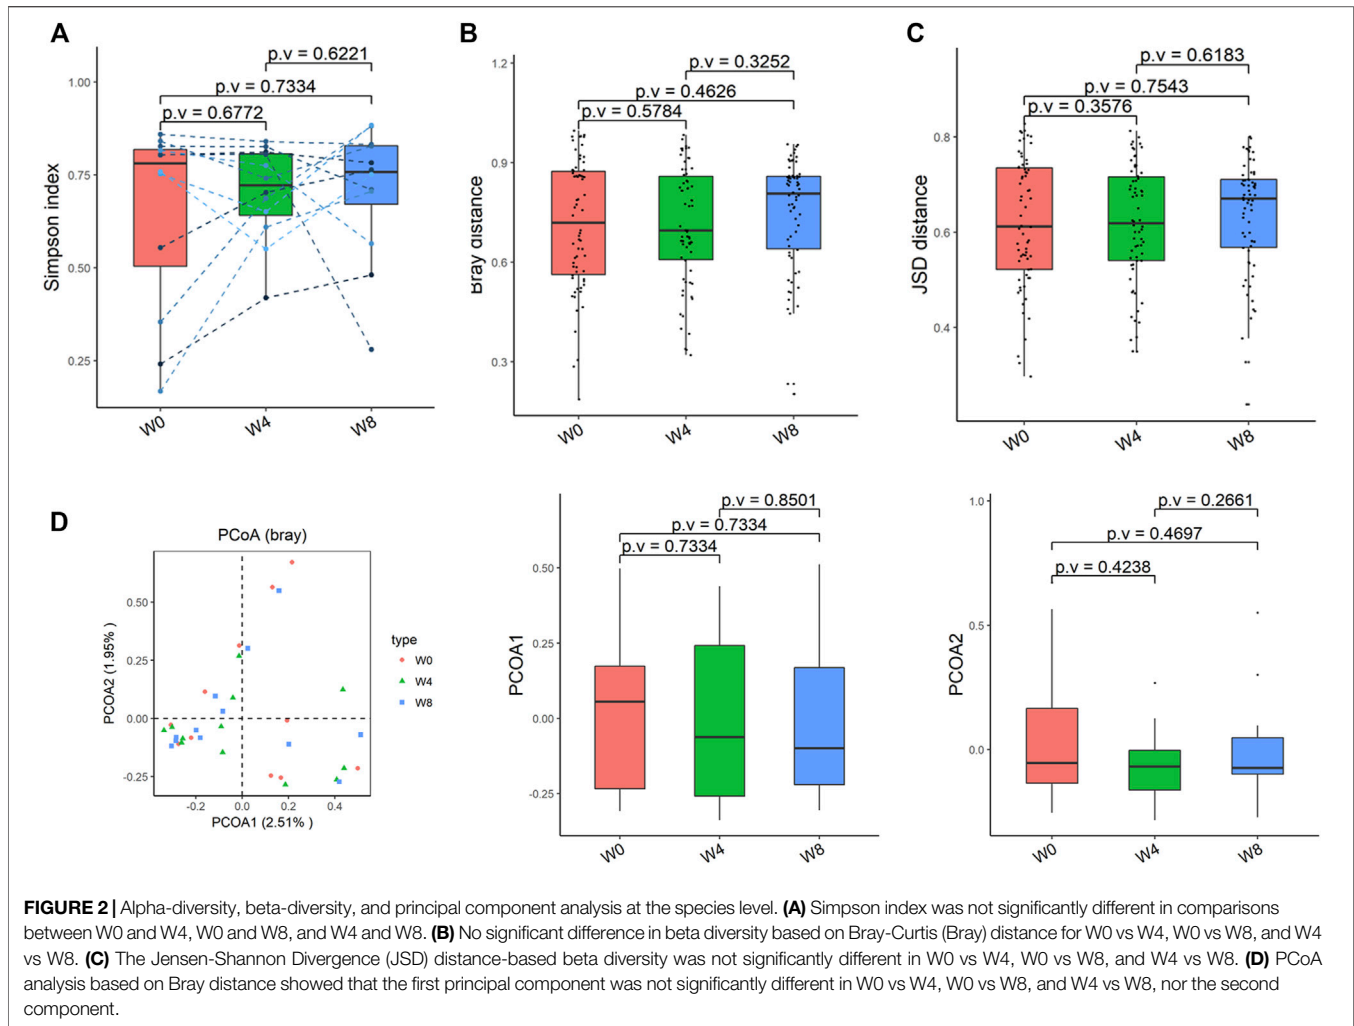 A
p.v = 0.6221
p.v = 0.7334
p.v = 0.6772
1.00
0.75
0.50
0.25
Simpson index
W0
W4
W8
B
p.v = 0.3252
p.v = 0.4626
p.v = 0.5784
1.2
0.9
0.6
0.3
Bray distance
W0
W4
W8
C
p.v = 0.6183
p.v = 0.7543
p.v = 0.3576
0.8
0.6
0.4
JSD distance
W0
W4
W8
D
PCoA (bray)
0.50
0.25
0.00
-0.25
PCOA2 (1.95% )
-0.2
0.0
0.2
0.4
PCOA1 (2.51% )
type
W0
W4
W8
p.v = 0.8501
p.v = 0.7334
p.v = 0.7334
0.50
0.25
0.00
-0.25
PCOA1
W0
W4
W8
p.v = 0.2661
p.v = 0.4697
p.v = 0.4238
1.0
0.5
0.0
PCOA2
W0
W4
W8
FIGURE 2 | Alpha-diversity, beta-diversity, and principal component analysis at the species level. (A) Simpson index was not significantly different in comparisons
between W0 and W4, W0 and W8, and W4 and W8. (B) No significant difference in beta diversity based on Bray-Curtis (Bray) distance for W0 vs W4, W0 vs W8, and W4
vs W8. (C) The Jensen-Shannon Divergence (JSD) distance-based beta diversity was not significantly different in W0 vs W4, W0 vs W8, and W4 vs W8. (D) PCoA
analysis based on Bray distance showed that the first principal component was not significantly different in W0 vs W4, W0 vs W8, and W4 vs W8, nor the second
component.